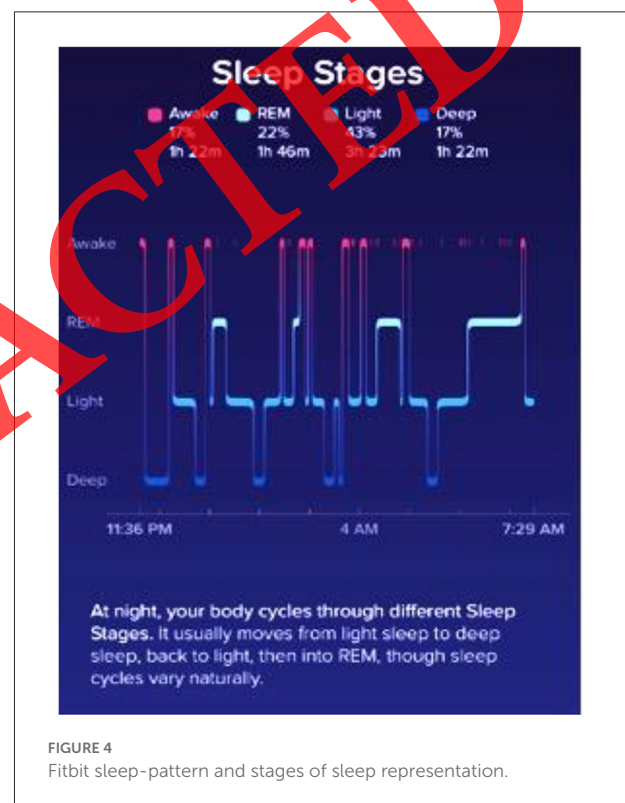 ACTED
Sleep Stages
Awake REM Light Deep
17% 22% 43% 17%
1h 22m 1h 46m 3h 23m 1h 22m
Awake
REM
Light
Deep
11:36 PM 4 AM 7:29 AM
At night, your body cycles through different Sleep
Stages. It usually moves from light sleep to deep
sleep, back to light, then into REM, though sleep
cycles vary naturally.
FIGURE 4
Fitbit sleep-pattern and stages of sleep representation.